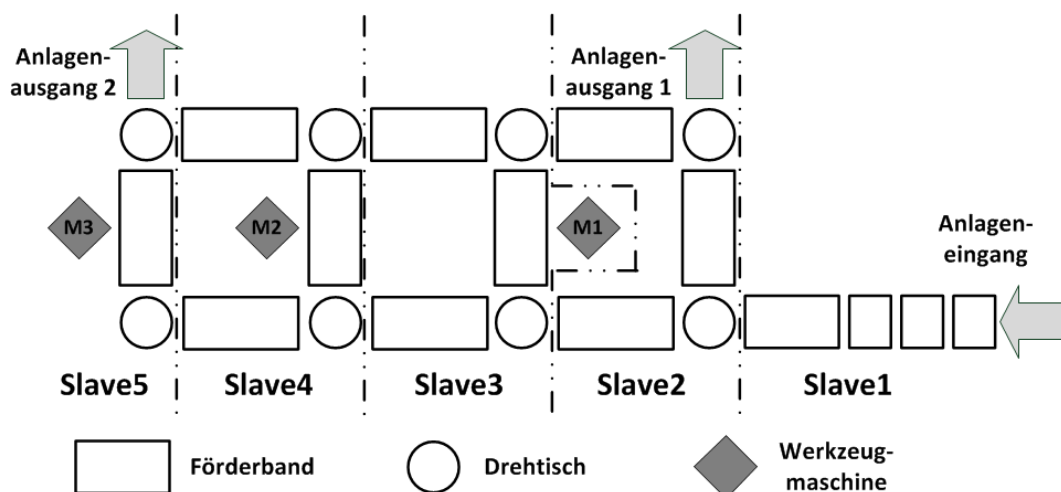 Anlagen-
ausgang 2
Anlagen-
ausgang 1
M3
M2
M1
Anlagen-
eingang
Slave5
Slave4
Slave3
Slave2
Slave1
Förderband
Drehtisch
Werkzeug-
maschine